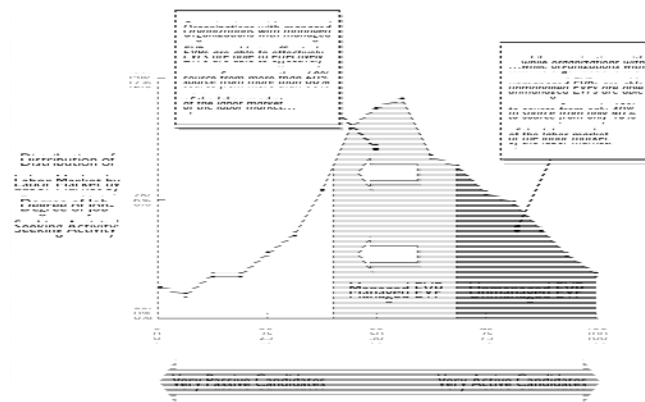 Organizations with managed
EVPs are able to effectively
source from more than 60%
of the labor market...
...while organizations with
unmanaged EVPs are able
to source from only 40%
of the labor market.
12%
Distribution of
Labor Market by
Degree of Job-
Seeking Activity
6%
Managed EVP Unmanaged EVP
0%
0 25 50 75 100
Very Passive Candidates Very Active Candidates